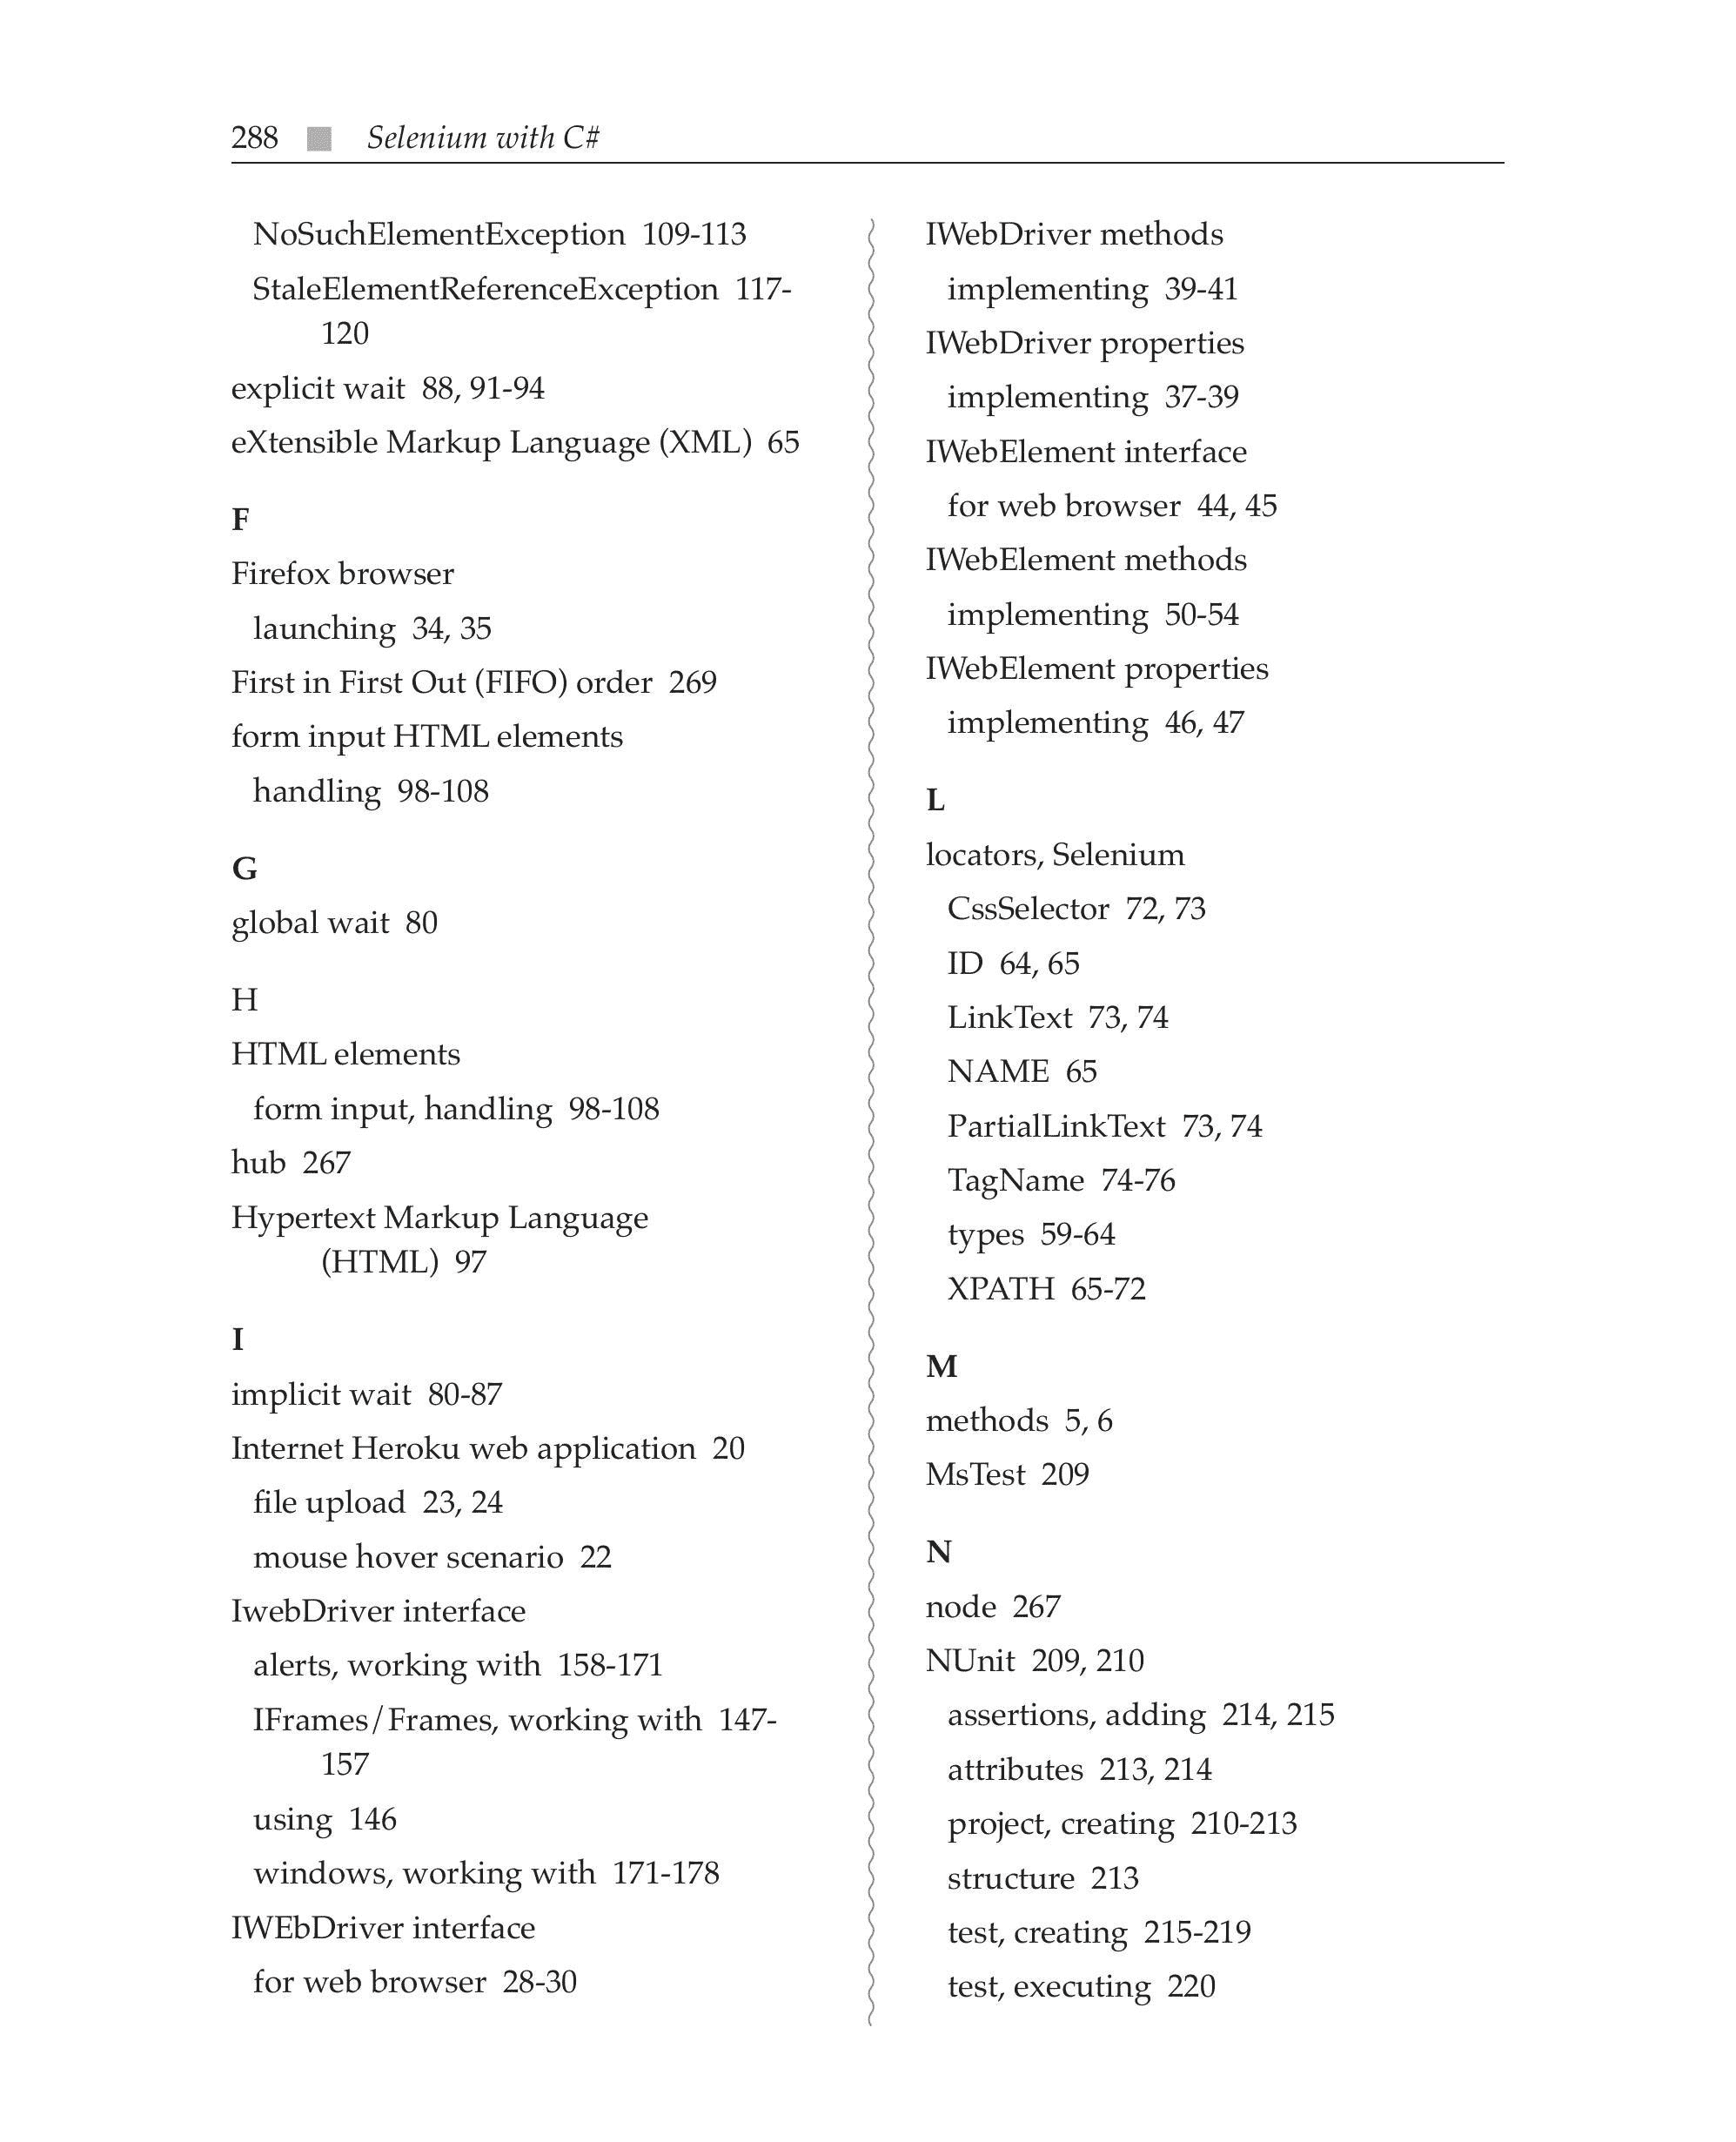 288 Selenium with C#
NoSuchElementException 109-113
StaleElementReferenceException 117-
120
explicit wait 88, 91-94
eXtensible Markup Language (XML) 65
F
Firefox browser
launching 34, 35
First in First Out (FIFO) order 269
form input HTML elements
handling 98-108
G
global wait 80
H
HTML elements
form input, handling 98-108
hub 267
Hypertext Markup Language
(HTML) 97
I
implicit wait 80-87
Internet Heroku web application 20
file upload 23, 24
mouse hover scenario 22
IwebDriver interface
alerts, working with 158-171
IFrames/Frames, working with 147-
157
using 146
windows, working with 171-178
IWEbDriver interface
for web browser 28-30
IWebDriver methods
implementing 39-41
IWebDriver properties
implementing 37-39
IWebElement interface
for web browser 44, 45
IWebElement methods
implementing 50-54
IWebElement properties
implementing 46, 47
L
locators, Selenium
CssSelector 72, 73
ID 64, 65
LinkText 73, 74
NAME 65
PartialLinkText 73, 74
TagName 74-76
types 59-64
XPATH 65-72
M
methods 5, 6
MsTest 209
N
node 267
NUnit 209, 210
assertions, adding 214, 215
attributes 213, 214
project, creating 210-213
structure 213
test, creating 215-219
test, executing 220